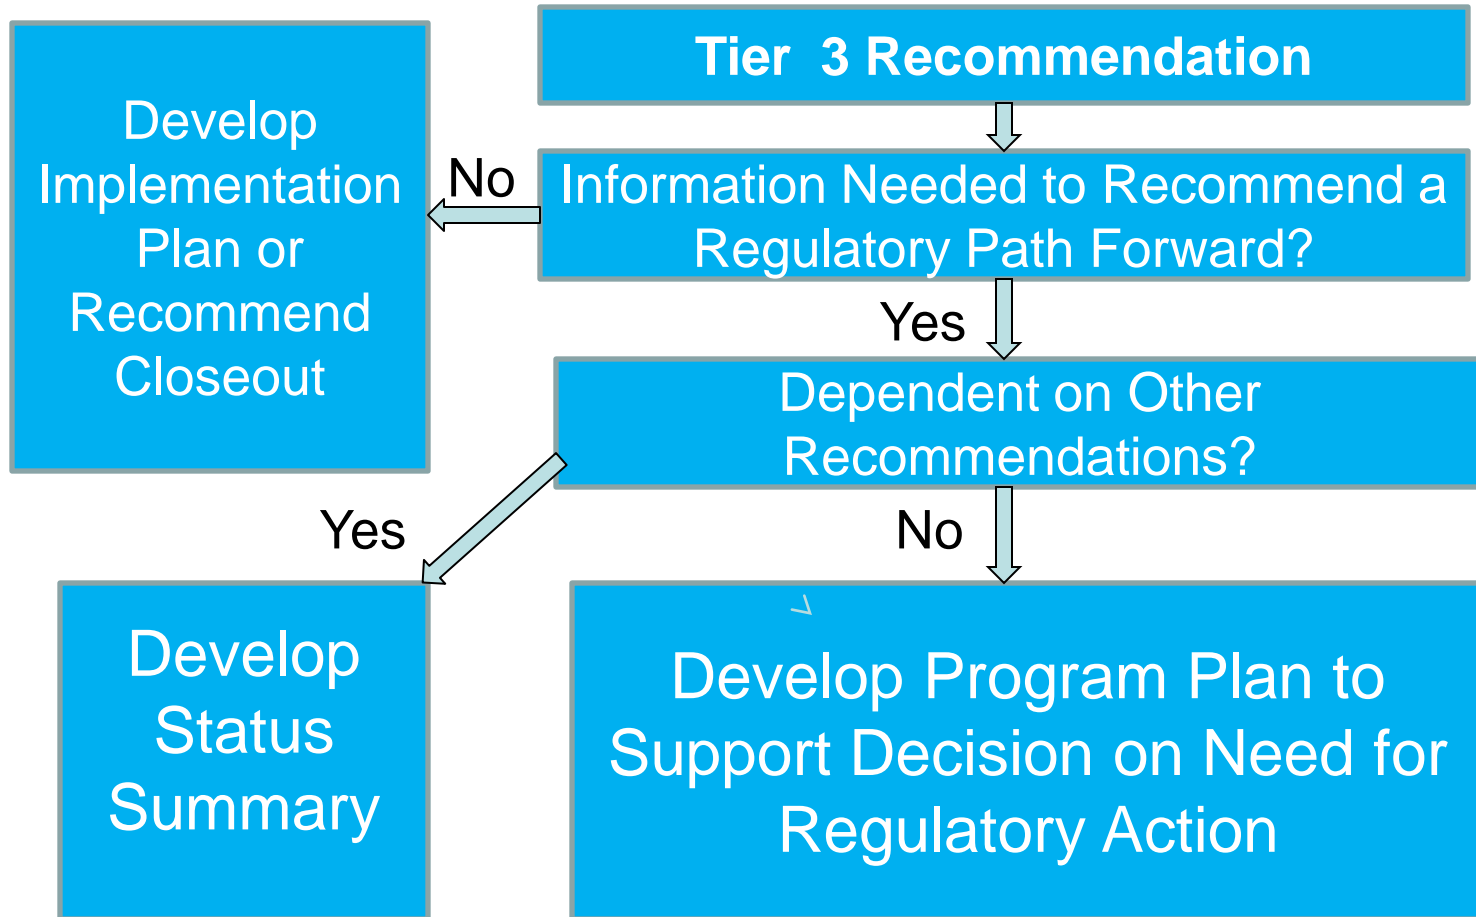 Tier 3 Recommendation
Develop
Implementation
Plan or
Recommend
Closeout
No
Information Needed to Recommend a
Regulatory Path Forward?
Yes
Dependent on Other
Recommendations?
Yes
No
Develop
Status
Summary
Develop Program Plan to
Support Decision on Need for
Regulatory Action